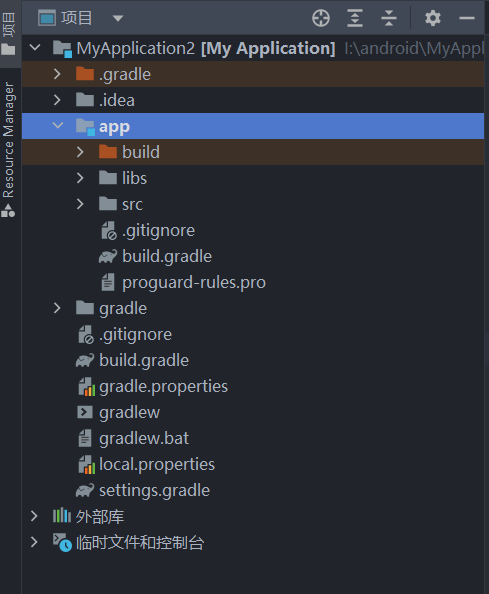 项目
MyApplication2 [My Application] I:\android\MyAppl
.gradle
.idea
app
build
libs
src
.gitignore
build.gradle
proguard-rules.pro
gradle
.gitignore
build.gradle
gradle.properties
gradlew
gradlew.bat
local.properties
settings.gradle
外部库
临时文件和控制台
项目
Resource Manager